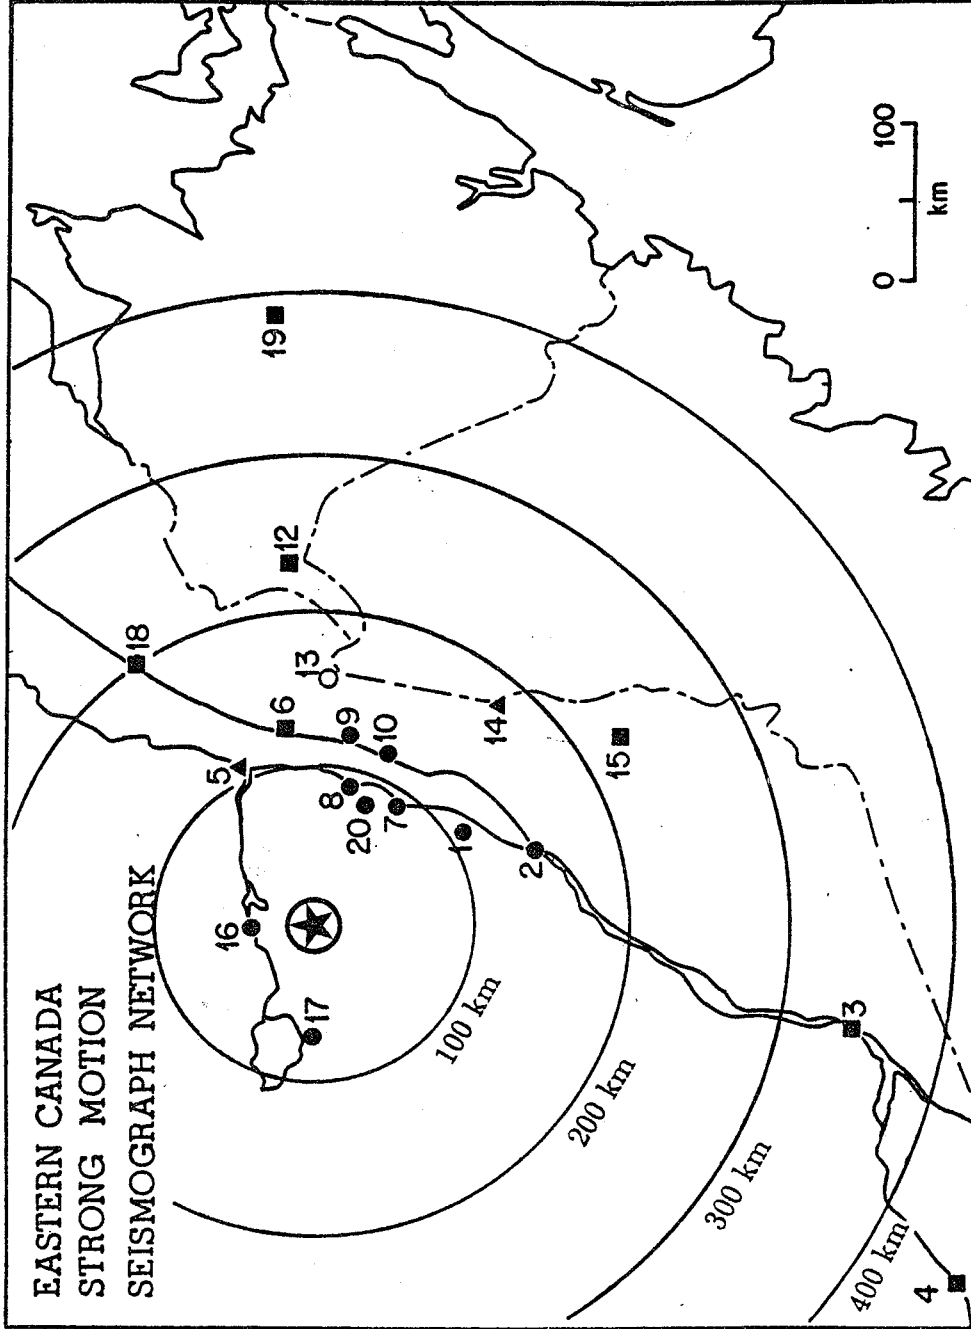 EASTERN CANADA
STRONG MOTION
SEISMOGRAPH NETWORK
16
17
5
18
6
9
10
8
20
7
1
2
13
12
19
14
15
3
4
100 km
200 km
300 km
400 km
0 100
km